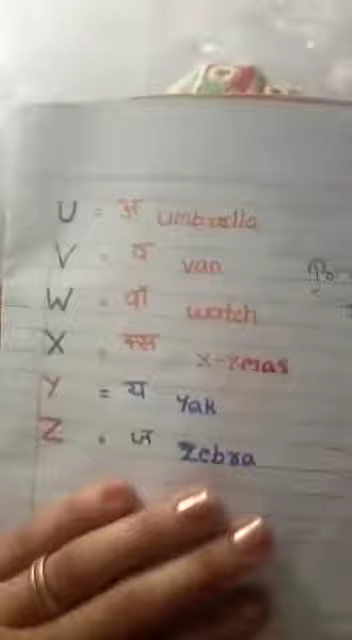 U = अ umbrella
V = व van
W = वॉ watch
X = क्स x-xmas
Y = य Yak
Z = ज zebra